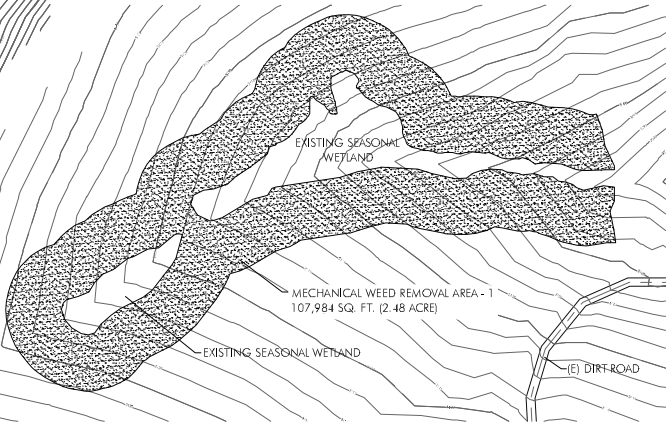 EXISTING SEASONAL
WETLAND
MECHANICAL WEED REMOVAL AREA - 1
107,984 SQ. FT. (2.48 ACRE)
EXISTING SEASONAL WETLAND
(E) DIRT ROAD